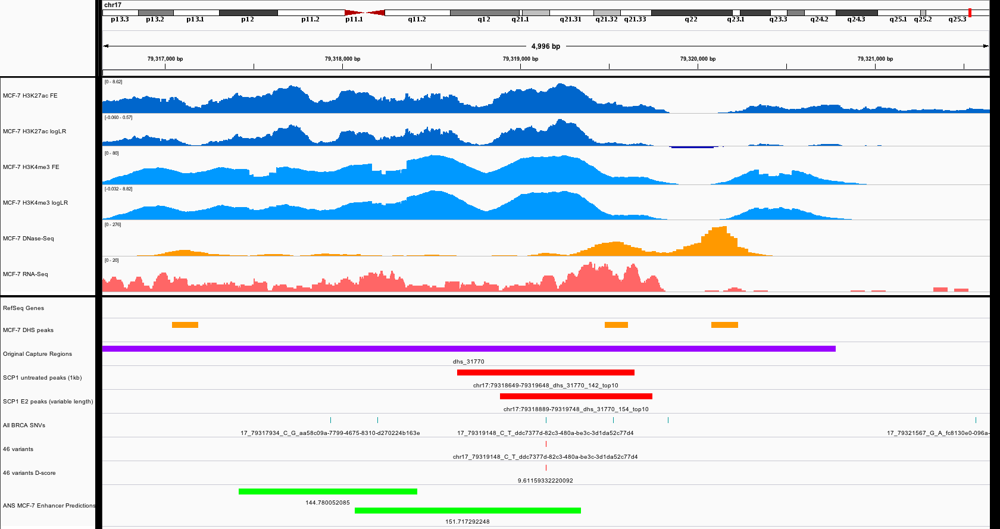 chr17
p13.3 p13.2 p13.1 p12 p11.2 p11.1 q11.2 q12 q21.1 q21.31 q21.32 q21.33 q22 q23.1 q23.3 q24.2 q24.3 q25.1 q25.2 q25.3
4,996 bp
79,317,000 bp 79,318,000 bp 79,319,000 bp 79,320,000 bp 79,321,000 bp
[0 - 8.62]
MCF-7 H3K27ac FE
[-0.060 - 0.57]
MCF-7 H3K27ac logLR
[0 - 80]
MCF-7 H3K4me3 FE
[-0.032 - 8.82]
MCF-7 H3K4me3 logLR
[0 - 276]
MCF-7 DNase-Seq
[0 - 20]
MCF-7 RNA-Seq
RefSeq Genes
MCF-7 DHS peaks
Original Capture Regions
dhs_31770
SCP1 untreated peaks (1kb)
chr17:79318649-79319648_dhs_31770_142_top10
SCP1 E2 peaks (variable length)
chr17:79318889-79319748_dhs_31770_154_top10
All BRCA SNVs
17_79317934_C_G_aa58c09a-7799-4675-8310-d270224b163e 17_79319148_C_T_ddc7377d-82c3-480a-be3c-3d1da52c77d4 17_79321567_G_A_fc8130e0-096a-
46 variants
chr17_79319148_C_T_ddc7377d-82c3-480a-be3c-3d1da52c77d4
46 variants D-score
9.61159332220092
144.780052085
ANS MCF-7 Enhancer Predictions
151.717292248